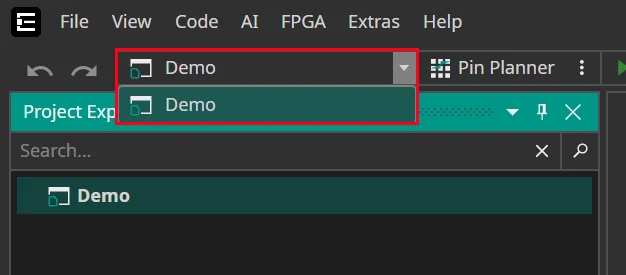 File View Code AI FPGA Extras Help
Demo Pin Planner
Demo
Project Exp
Search...
Demo